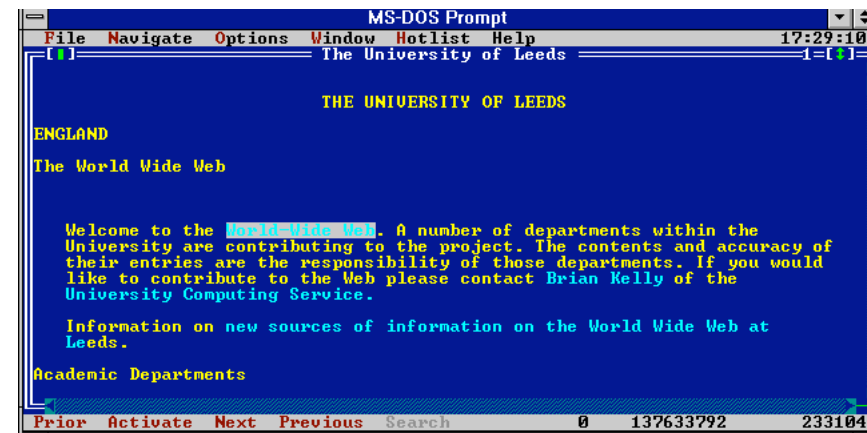 MS-DOS Prompt
File Navigate Options Window Hotlist Help 17:29:10
The University of Leeds 1
THE UNIVERSITY OF LEEDS
ENGLAND
The World Wide Web
Welcome to the World-Wide Web. A number of departments within the
University are contributing to the project. The contents and accuracy of
their entries are the responsibility of those departments. If you would
like to contribute to the Web please contact Brian Kelly of the
University Computing Service.
Information on new sources of information on the World Wide Web at
Leeds.
Academic Departments
Prior Activate Next Previous Search 0 137633792 233104